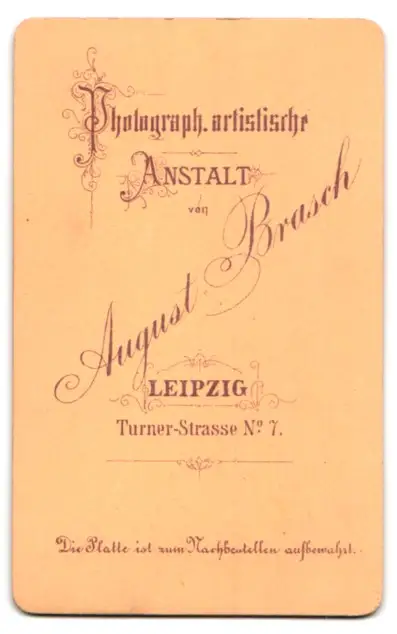 Photograph. artistische
ANSTALT
von
August Brasch
LEIPZIG
Turner-Strasse Nº 7.
Die Platte ist zum Nachbestellen aufbewahrt.